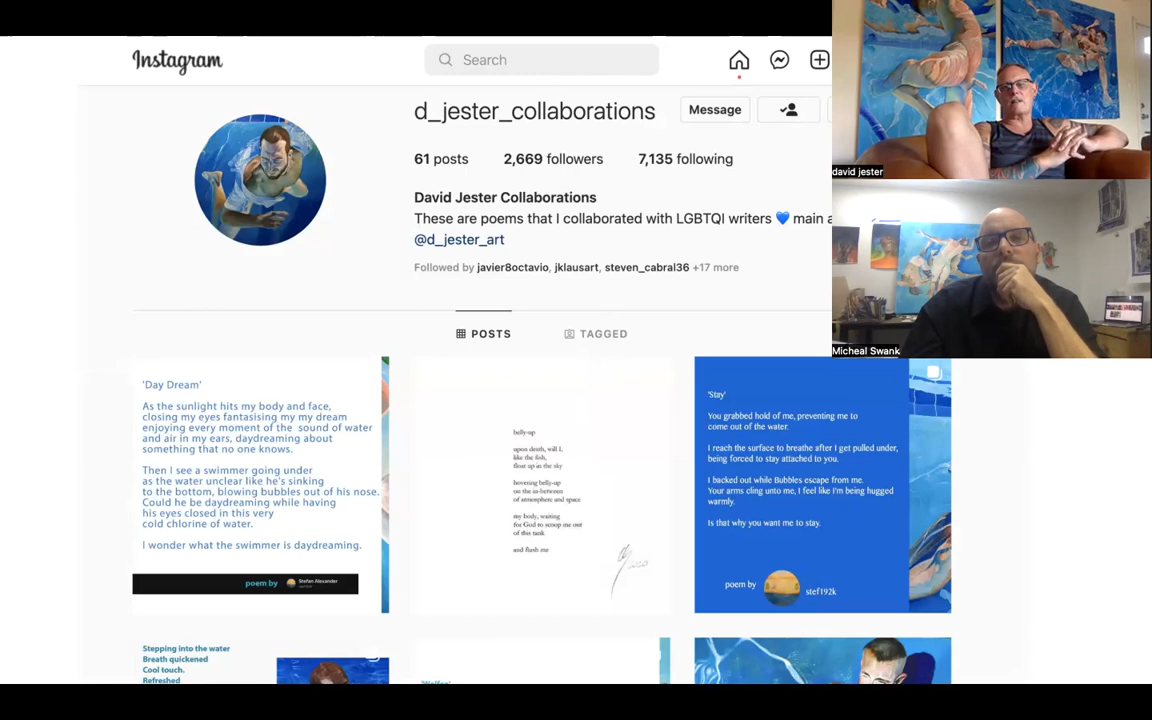 Instagram
Search
d_jester_collaborations
Message
61 posts 2,669 followers 7,135 following
David Jester Collaborations
These are poems that I collaborated with LGBTQI writers 💙 main a
@d_jester_art
Followed by javier8octavio, jklausart, steven_cabral36 +17 more
POSTS
TAGGED
david jester
Micheal Swank
'Day Dream'
As the sunlight hits my body and face,
closing my eyes fantasising my my dream
enjoying every moment of the sound of water
and air in my ears, daydreaming about
something that no one knows.
Then I see a swimmer going under
as the water unclear like he's sinking
to the bottom, blowing bubbles out of his nose.
Could he be daydreaming while having
his eyes closed in this very
cold chlorine of water.
I wonder what the swimmer is daydreaming.
poem by Stefan Alexander
belly-up
upon death, will I,
like the fish,
float up in the sky
hovering belly-up
on the in-between
of atmosphere and space
my body, waiting
for God to scoop me out
of this tank
and flush me
'Stay'
You grabbed hold of me, preventing me to
come out of the water.
I reach the surface to breathe after I get pulled under,
being forced to stay attached to you.
I backed out while Bubbles escape from me.
Your arms cling unto me, I feel like I'm being hugged
warmly.
Is that why you want me to stay.
poem by stef192k
Stepping into the water
Breath quickened
Cool touch.
Refreshed